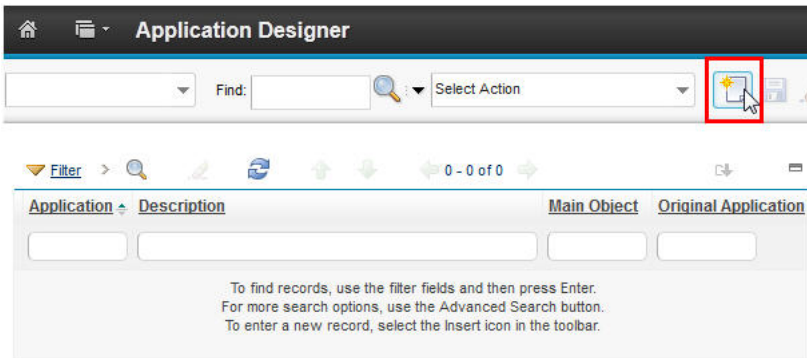 Application Designer
Find: Select Action
Filter 0 - 0 of 0
Application Description Main Object Original Application
To find records, use the filter fields and then press Enter.
For more search options, use the Advanced Search button.
To enter a new record, select the Insert icon in the toolbar.